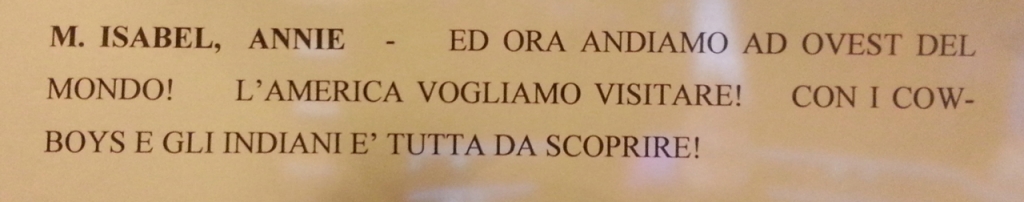 M. ISABEL, ANNIE - ED ORA ANDIAMO AD OVEST DEL
MONDO! L'AMERICA VOGLIAMO VISITARE! CON I COW-
BOYS E GLI INDIANI E' TUTTA DA SCOPRIRE!